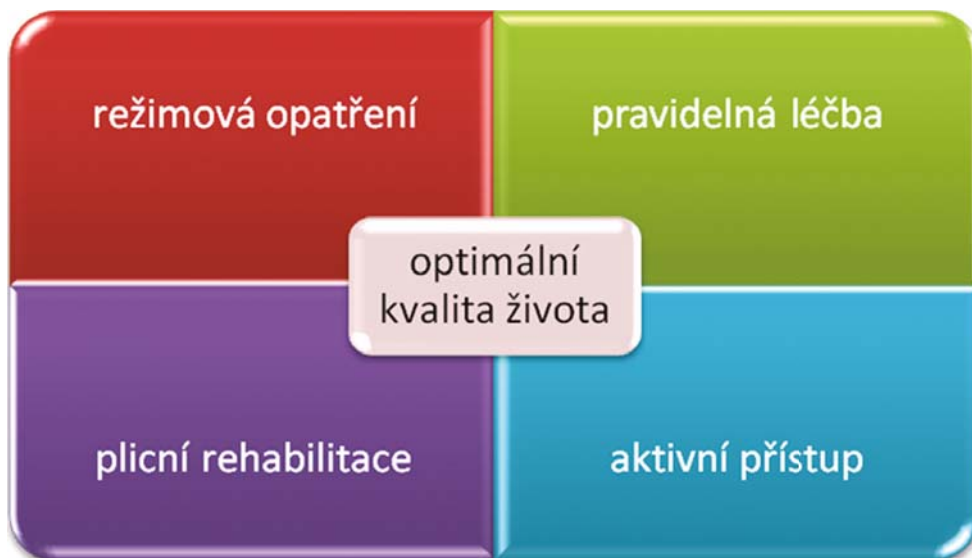 režimová opatření
pravidelná léčba
optimální
kvalita života
plicní rehabilitace
aktivní přístup